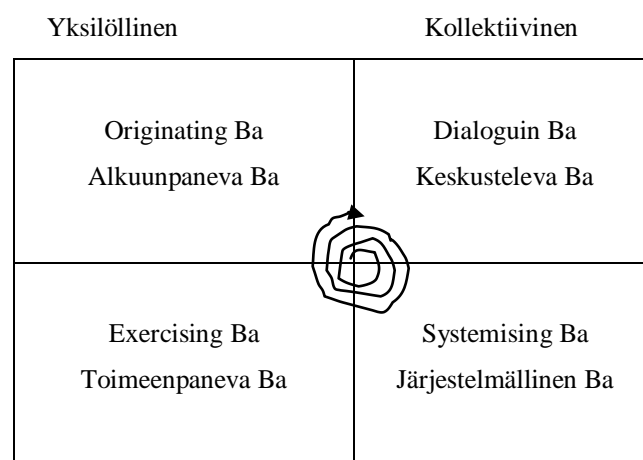 Yksilöllinen
Kollektiivinen
Originating Ba
Alkuunpaneva Ba
Dialoguin Ba
Keskusteleva Ba
Exercising Ba
Toimeenpaneva Ba
Systemising Ba
Järjestelmällinen Ba